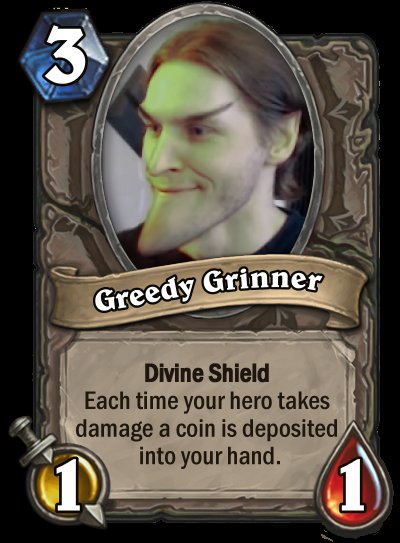 3
Greedy Grinner
Divine Shield
Each time your hero takes
damage a coin is deposited
into your hand.
1
1